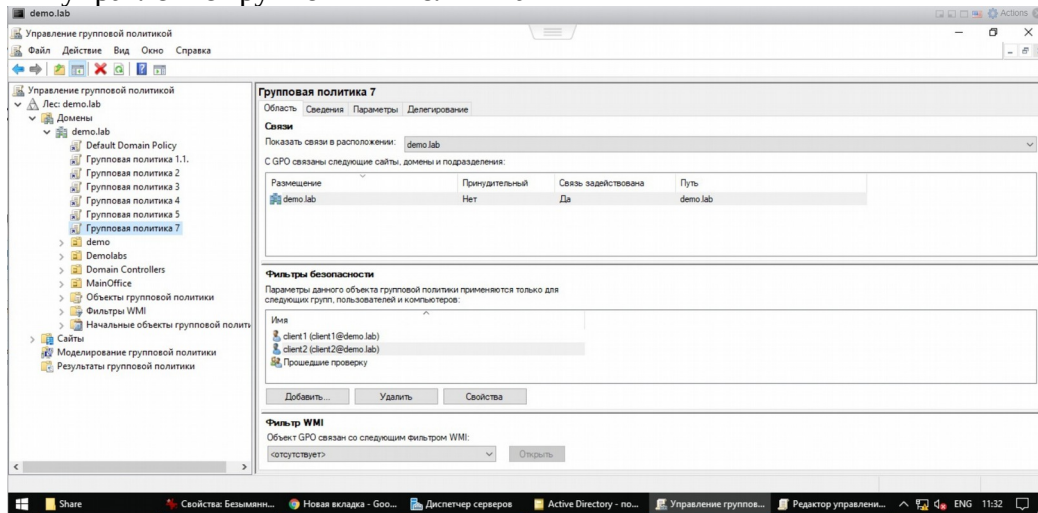 demo.lab
Actions
Управление групповой политикой
Файл Действие Вид Окно Справка
Управление групповой политикой
Лес: demo.lab
Домены
demo.lab
Default Domain Policy
Групповая политика 1.1.
Групповая политика 2
Групповая политика 3
Групповая политика 4
Групповая политика 5
Групповая политика 7
demo
Demolabs
Domain Controllers
MainOffice
Объекты групповой политики
Фильтры WMI
Начальные объекты групповой полити
Сайты
Моделирование групповой политики
Результаты групповой политики
Групповая политика 7
Область Сведения Параметры Делегирование
Связи
Показать связи в расположении: demo.lab
С GPO связаны следующие сайты, домены и подразделения:
Размещение Принудительный Связь задействована Путь
demo.lab Нет Да demo.lab
Фильтры безопасности
Параметры данного объекта групповой политики применяются только для
следующих групп, пользователей и компьютеров:
Имя
client1 (client1@demo.lab)
client2 (client2@demo.lab)
Прошедшие проверку
Добавить... Удалить Свойства
Фильтр WMI
Объект GPO связан со следующим фильтром WMI:
<отсутствует> Открыть
Share Свойства: Безымянн... Новая вкладка - Goo... Диспетчер серверов Active Directory - по... Управление группов... Редактор управлени... ENG 11:32